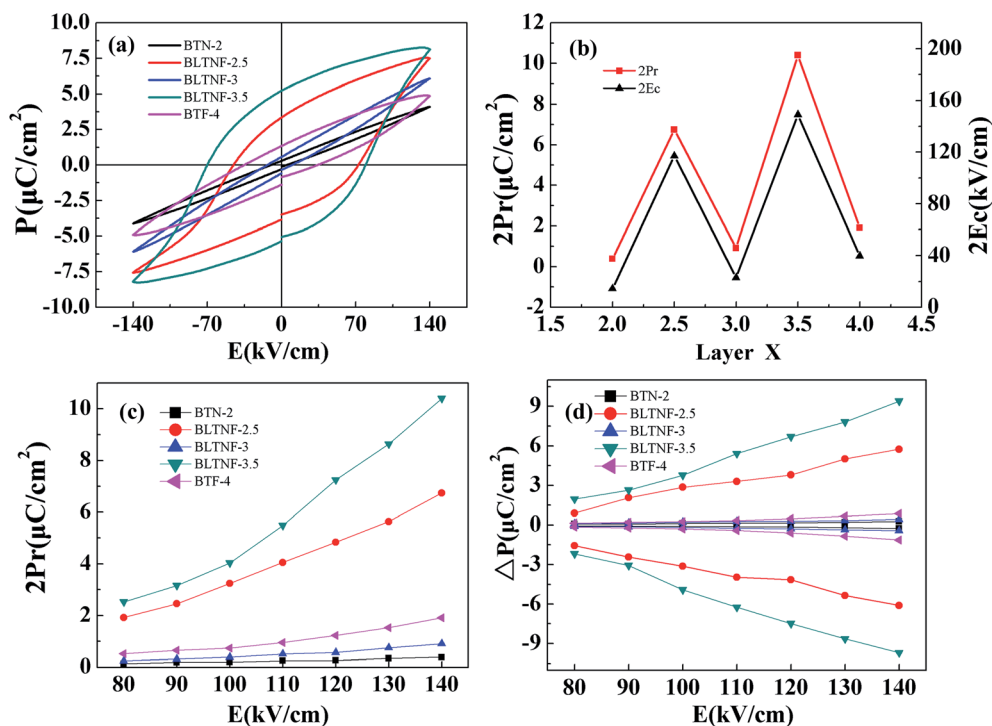 (a)
BTN-2
BLTNF-2.5
BLTNF-3
BLTNF-3.5
BTF-4
P(μC/cm²)
10.0
7.5
5.0
2.5
0.0
-2.5
-5.0
-7.5
-10.0
-140 -70 0 70 140
E(kV/cm)
(b)
2Pr
2Ec
2Pr(μC/cm²)
12
10
8
6
4
2
0
-2
2Ec(kV/cm)
200
160
120
80
40
0
1.5 2.0 2.5 3.0 3.5 4.0 4.5
Layer X
(c)
BTN-2
BLTNF-2.5
BLTNF-3
BLTNF-3.5
BTF-4
2Pr(μC/cm²)
10
8
6
4
2
0
80 90 100 110 120 130 140
E(kV/cm)
(d)
BTN-2
BLTNF-2.5
BLTNF-3
BLTNF-3.5
BTF-4
△P(μC/cm²)
9
6
3
0
-3
-6
-9
80 90 100 110 120 130 140
E(kV/cm)